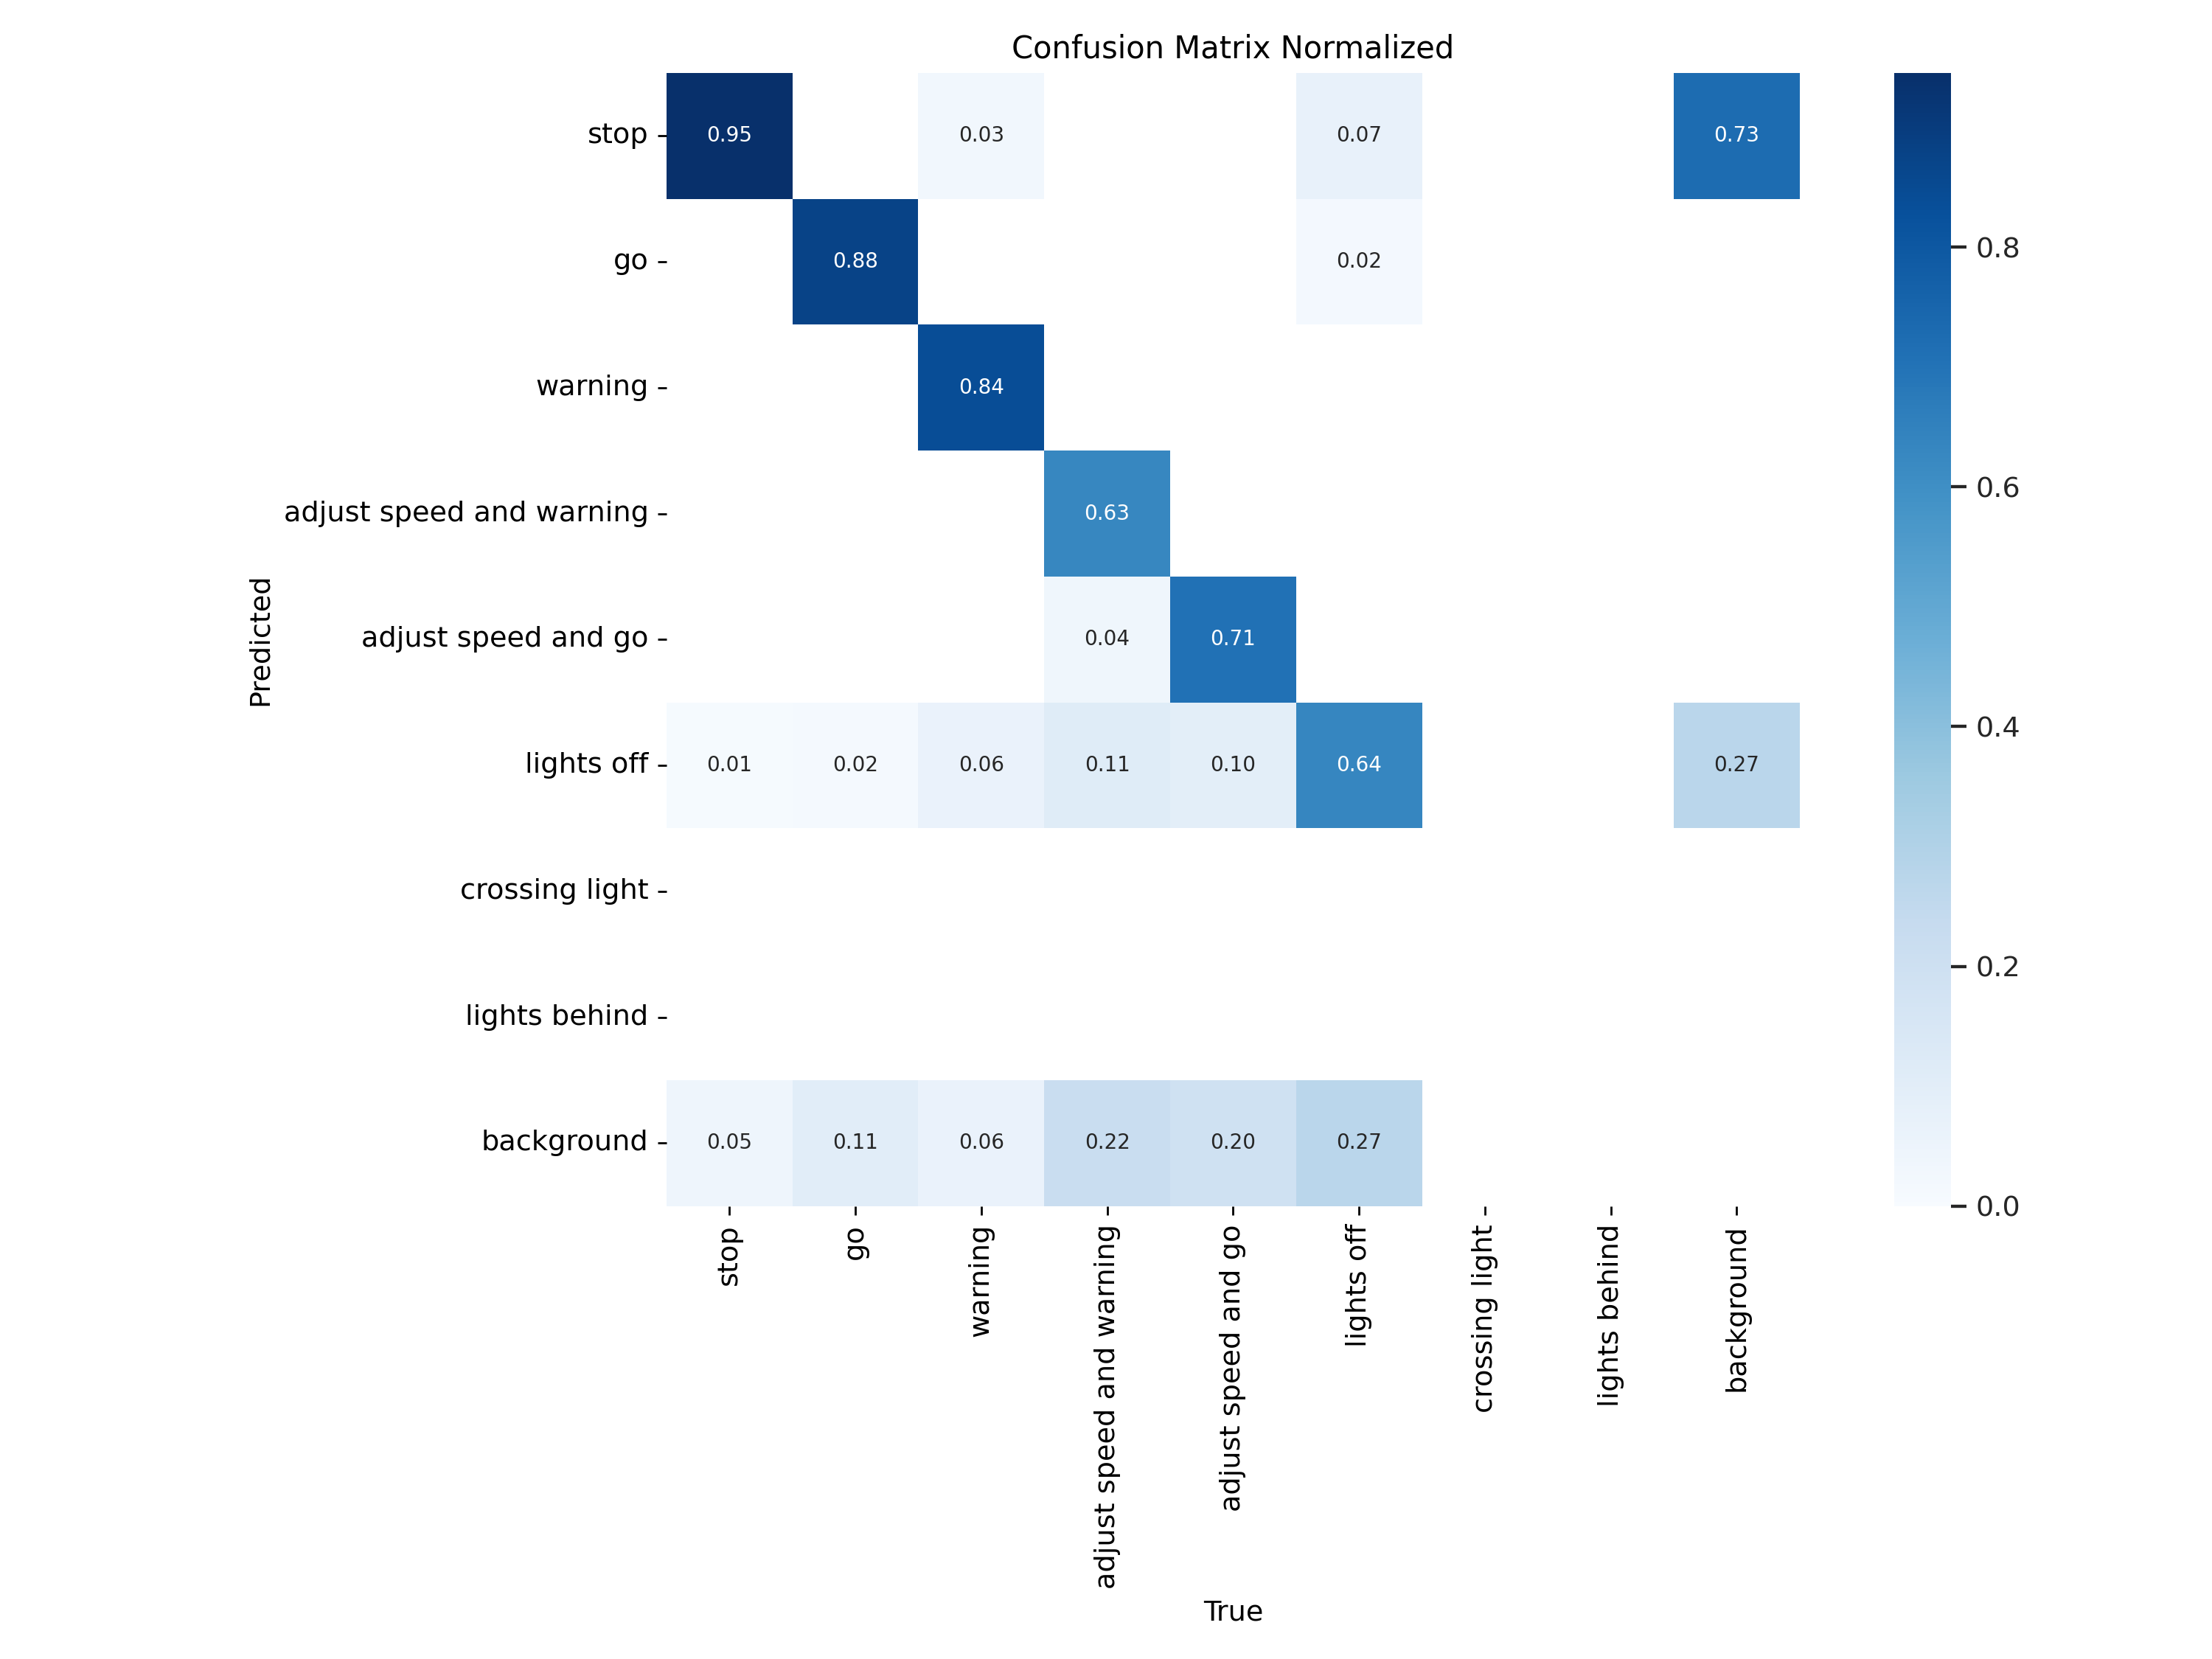 Confusion Matrix Normalized
stop 0.95 0.03 0.07 0.73
go 0.88 0.02
warning 0.84
adjust speed and warning 0.63
adjust speed and go 0.04 0.71
lights off 0.01 0.02 0.06 0.11 0.10 0.64 0.27
crossing light
lights behind
background 0.05 0.11 0.06 0.22 0.20 0.27
Predicted
stop
go
warning
adjust speed and warning
adjust speed and go
lights off
crossing light
lights behind
background
True
0.8
0.6
0.4
0.2
0.0